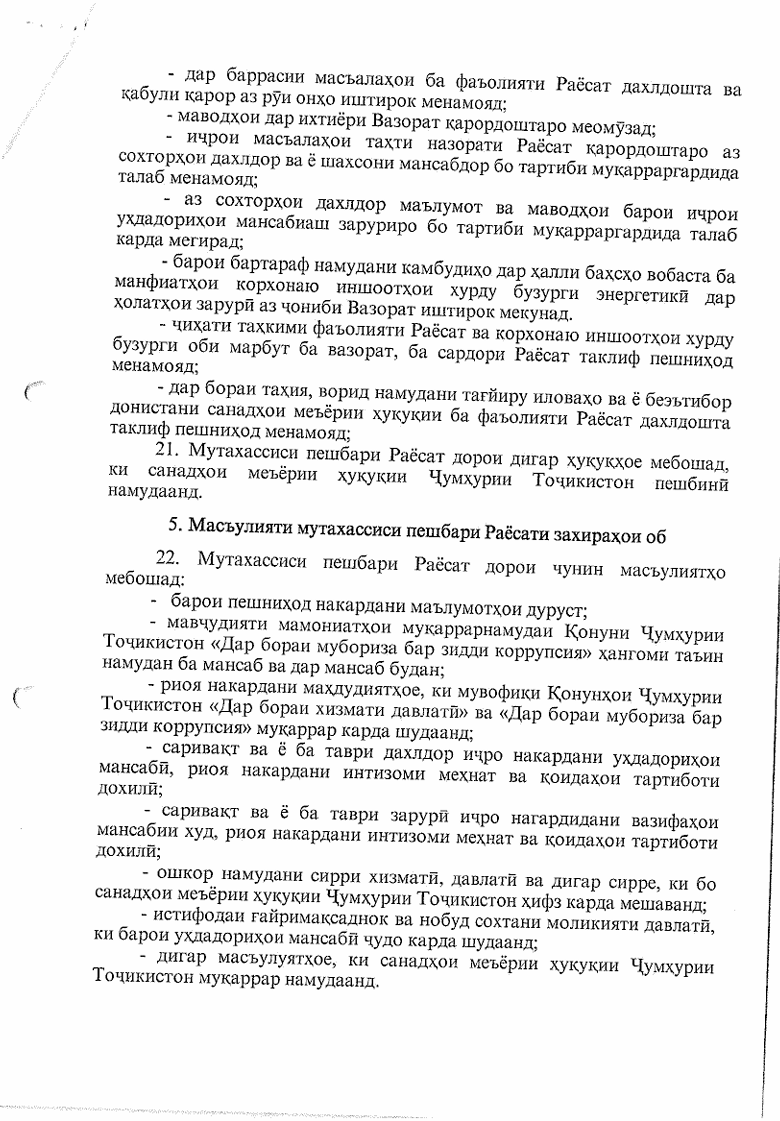 - дар баррасии масъалаҳои ба фаъолияти Раёсат дахлдошта ва
қабули қарор аз рӯи онҳо иштирок менамояд;
- маводҳои дар ихтиёри Вазорат қарордоштаро меомӯзад;
- иҷрои масъалаҳои таҳти назорати Раёсат қарордоштаро аз
сохторҳои дахлдор ва ё шахсони мансабдор бо тартиби муқарраргардида
талаб менамояд;
- аз сохторҳои дахлдор маълумот ва маводҳои барои иҷрои
уҳдадориҳои мансабиаш заруриро бо тартиби муқарраргардида талаб
карда мегирад;
- барои бартараф намудани камбудиҳо дар ҳалли баҳсҳо вобаста ба
манфиатҳои корхонаю иншоотҳои хурду бузурги энергетикӣ дар
ҳолатҳои зарурӣ аз ҷониби Вазорат иштирок мекунад.
- ҷиҳати таҳкими фаъолияти Раёсат ва корхонаю иншоотҳои хурду
бузурги оби марбут ба вазорат, ба сардори Раёсат таклиф пешниҳод
менамояд;
- дар бораи таҳия, ворид намудани тағйиру иловаҳо ва ё беэътибор
донистани санадҳои меъёрии ҳуқуқии ба фаъолияти Раёсат дахлдошта
таклиф пешниҳод менамояд;
21. Мутахассиси пешбари Раёсат дорои дигар ҳуқуқҳое мебошад,
ки санадҳои меъёрии ҳуқуқии Ҷумҳурии Тоҷикистон пешбинӣ
намудаанд.
5. Масъулияти мутахассиси пешбари Раёсати захираҳои об
22. Мутахассиси пешбари Раёсат дорои чунин масъулиятҳо
мебошад:
- барои пешниҳод накардани маълумотҳои дуруст;
- мавҷудияти мамониатҳои муқаррарнамудаи Қонуни Ҷумҳурии
Тоҷикистон «Дар бораи мубориза бар зидди коррупсия» ҳангоми таъин
намудан ба мансаб ва дар мансаб будан;
- риоя накардани маҳдудиятҳое, ки мувофиқи Қонунҳои Ҷумҳурии
Тоҷикистон «Дар бораи хизмати давлатӣ» ва «Дар бораи мубориза бар
зидди коррупсия» муқаррар карда шудаанд;
- саривақт ва ё ба таври дахлдор иҷро накардани уҳдадориҳои
мансабӣ, риоя накардани интизоми меҳнат ва қоидаҳои тартиботи
дохилӣ;
- саривақт ва ё ба таври зарурӣ иҷро нагардидани вазифаҳои
мансабии худ, риоя накардани интизоми меҳнат ва қоидаҳои тартиботи
дохилӣ;
- ошкор намудани сирри хизматӣ, давлатӣ ва дигар сирре, ки бо
санадҳои меъёрии ҳуқуқии Ҷумҳурии Тоҷикистон ҳифз карда мешаванд;
- истифодаи ғайримақсаднок ва нобуд сохтани моликияти давлатӣ,
ки барои уҳдадориҳои мансабӣ ҷудо карда шудаанд;
- дигар масъулуятҳое, ки санадҳои меъёрии ҳуқуқии Ҷумҳурии
Тоҷикистон муқаррар намудаанд.